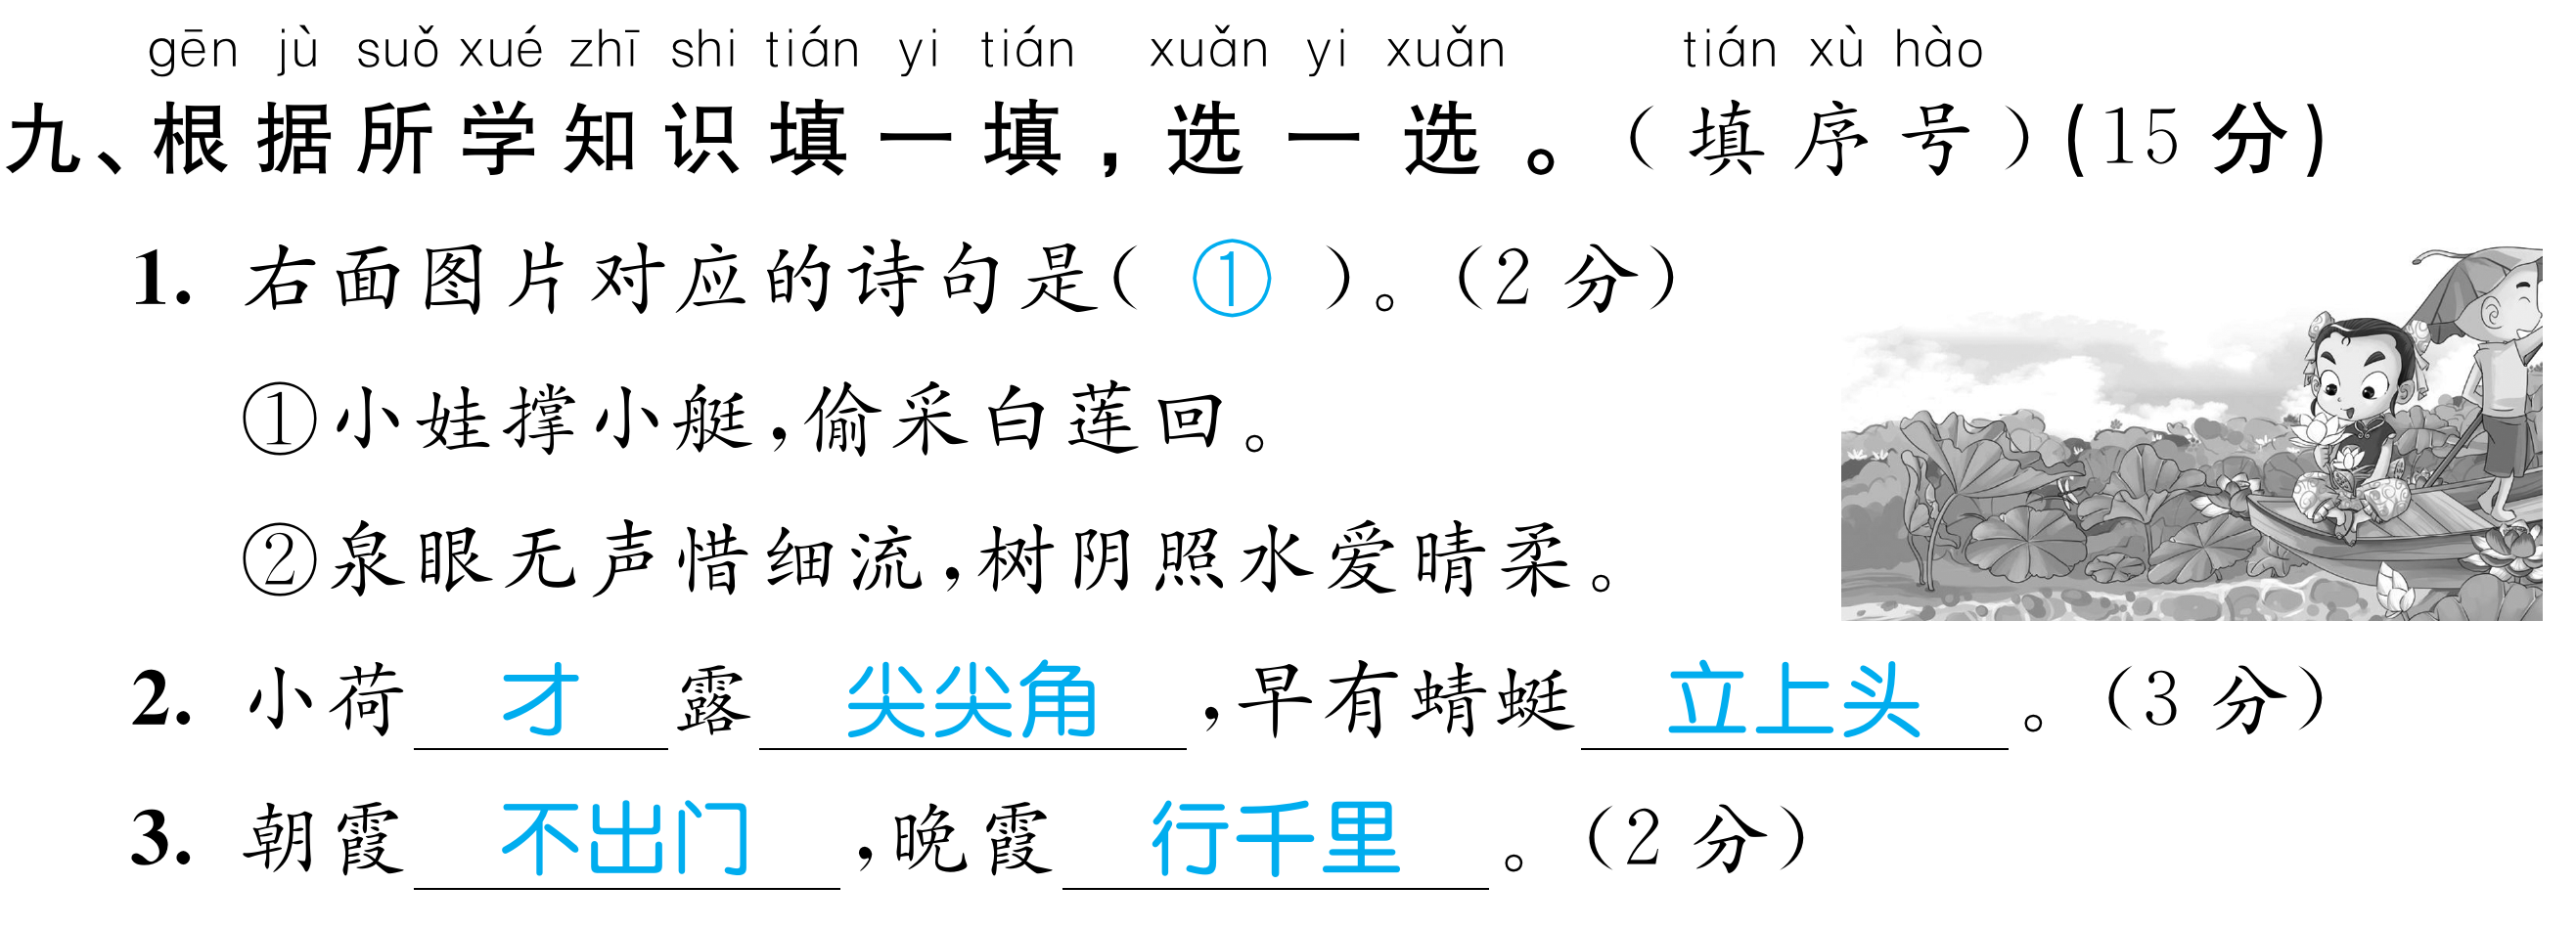 gēn jù suǒ xué zhī shi tián yi tián xuǎn yi xuǎn tián xù hào
九、根据所学知识填一填，选一选。（填序号）(15 分)
1. 右面图片对应的诗句是( ① )。（2 分）
①小娃撑小艇，偷采白莲回。
②泉眼无声惜细流，树阴照水爱晴柔。
2. 小荷 才 露 尖尖角 ，早有蜻蜓 立上头 。（3 分）
3. 朝霞 不出门 ，晚霞 行千里 。（2 分）